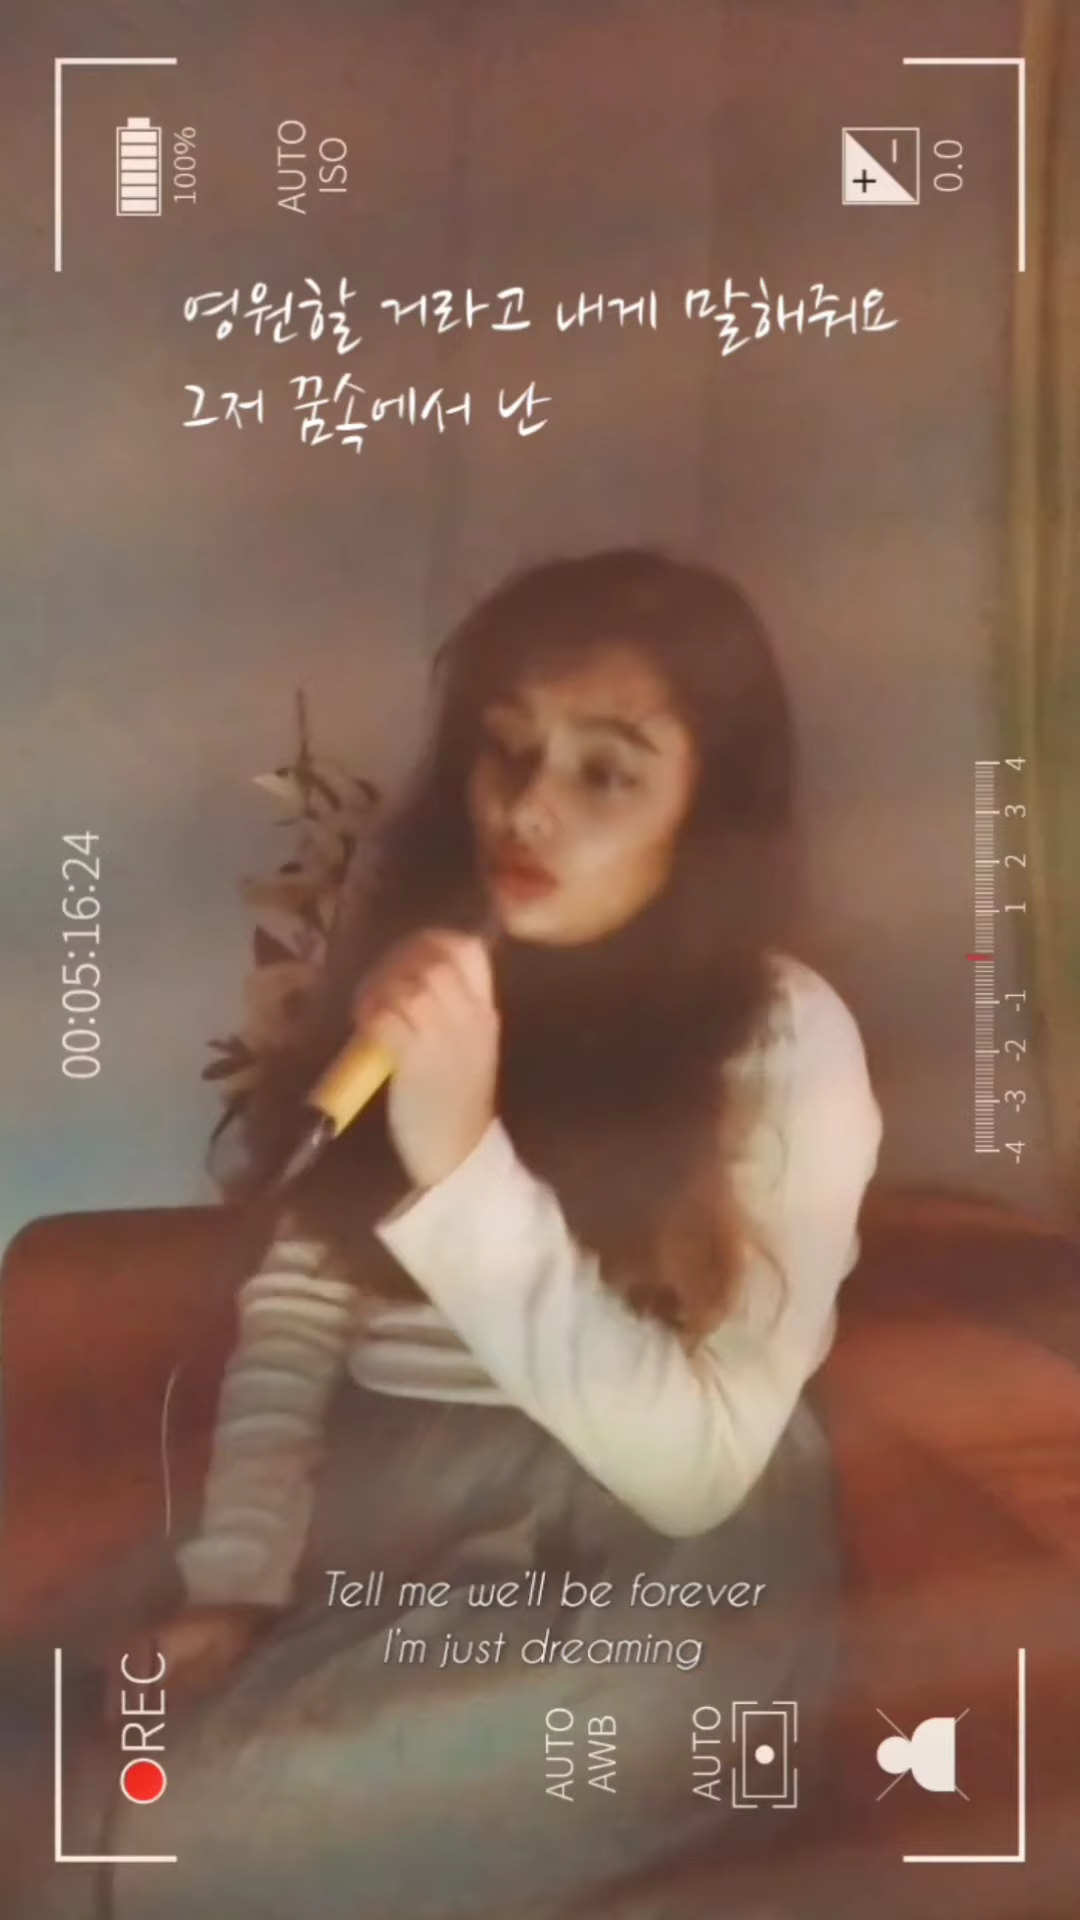 100%
AUTO
ISO
+ -
0.0
영원할 거라고 내게 말해줘요
그저 꿈속에서 난
00:05:16:24
4
3
2
1
-1
-2
-3
-4
Tell me we'll be forever
I'm just dreaming
REC
AUTO
AWB
AUTO